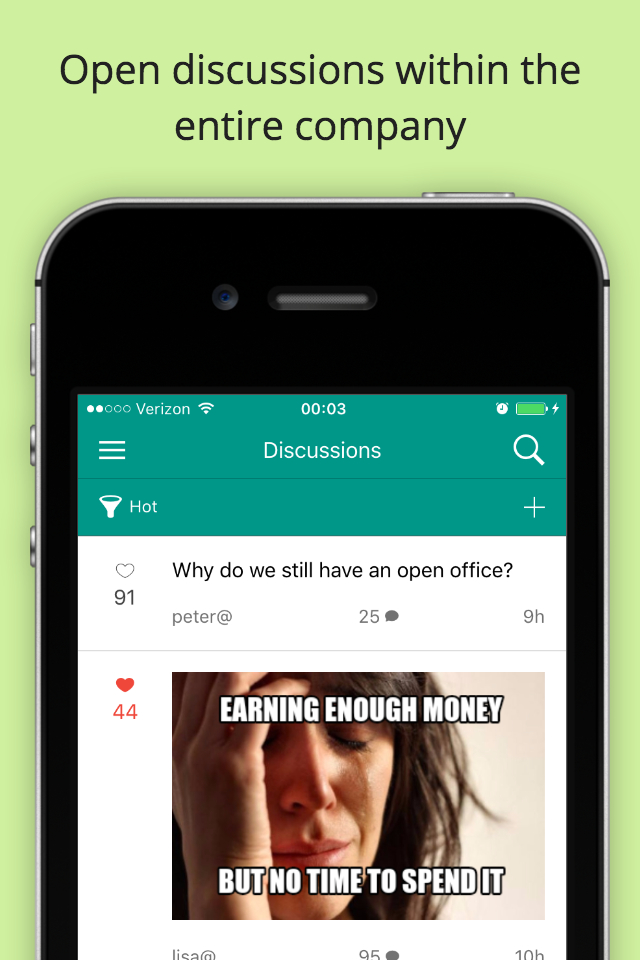 Open discussions within the
entire company
Verizon
00:03
Discussions
Hot
Why do we still have an open office?
91
peter@
25
9h
44
EARNING ENOUGH MONEY
BUT NO TIME TO SPEND IT
lisa@
95
10h